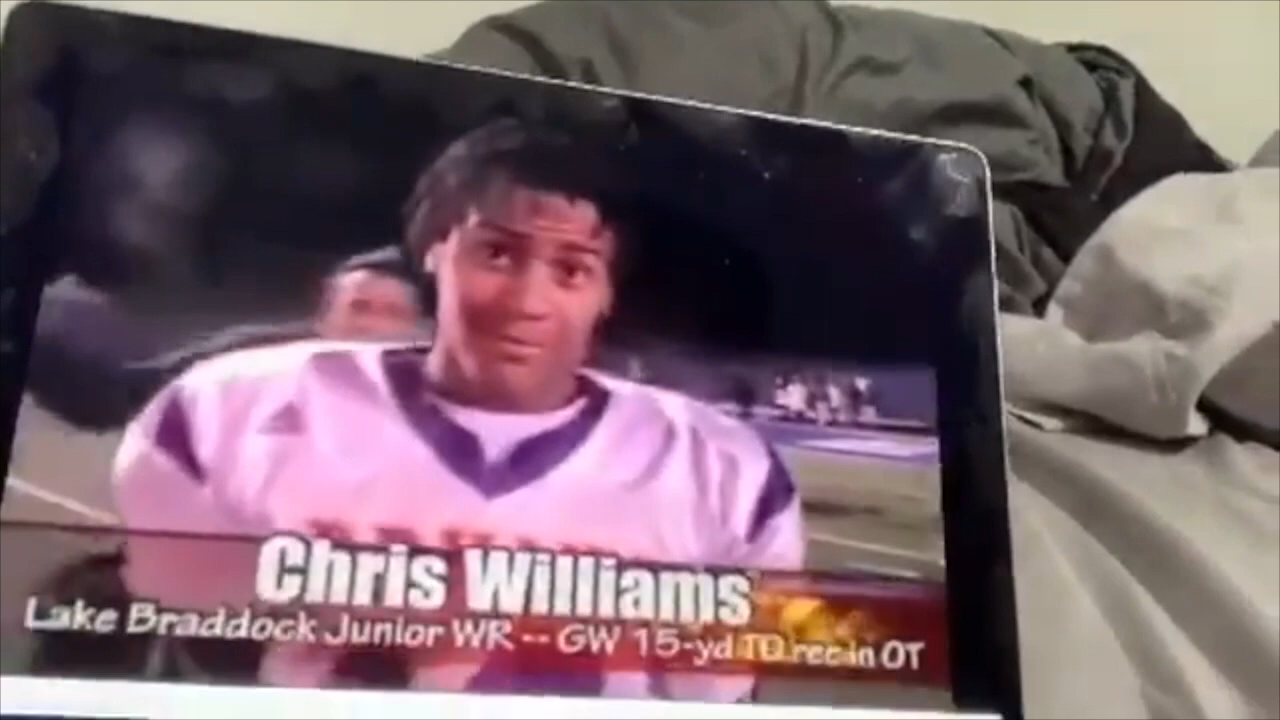 Chris Williams
Lake Braddock Junior WR -- GW 15-yd TD rec in OT